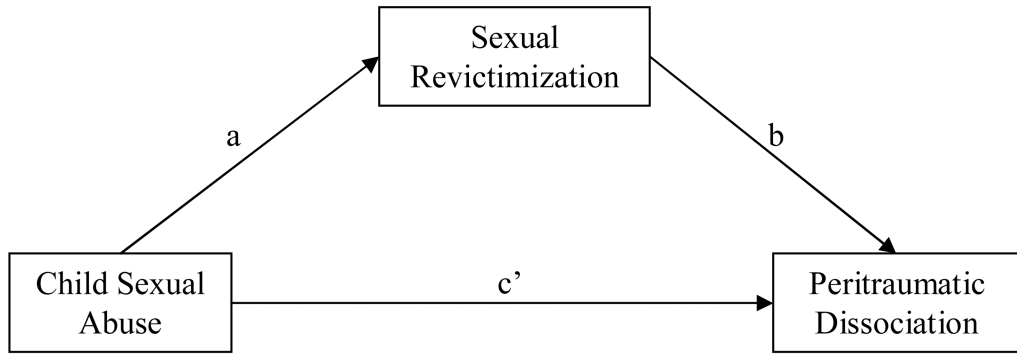 Sexual
Revictimization
a
b
Child Sexual
Abuse
c’
Peritraumatic
Dissociation